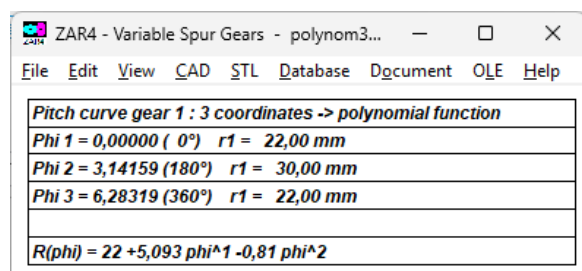 ZAR4 - Variable Spur Gears - polynom3...
File Edit View CAD STL Database Document OLE Help
Pitch curve gear 1 : 3 coordinates -> polynomial function
Phi 1 = 0,00000 ( 0°) r1 = 22,00 mm
Phi 2 = 3,14159 (180°) r1 = 30,00 mm
Phi 3 = 6,28319 (360°) r1 = 22,00 mm
R(phi) = 22 +5,093 phi^1 -0,81 phi^2